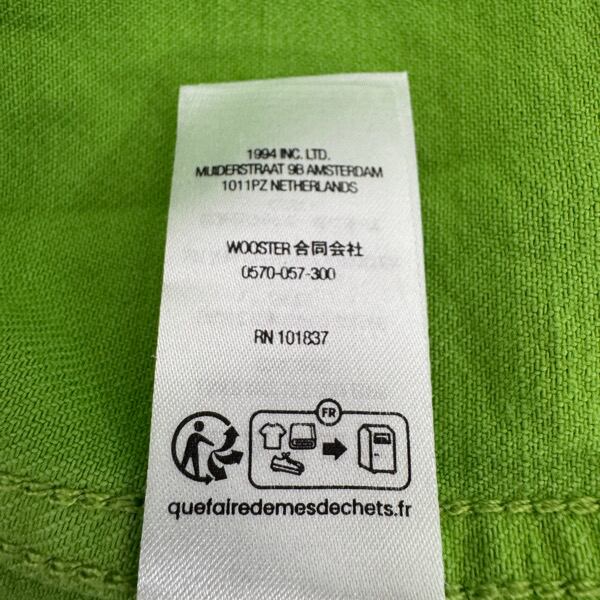 1994 INC. LTD.
MUIDERSTRAAT 9B AMSTERDAM
1011PZ NETHERLANDS
WOOSTER 合同会社
0570-057-300
RN 101837
FR
quefairedemesdechets.fr